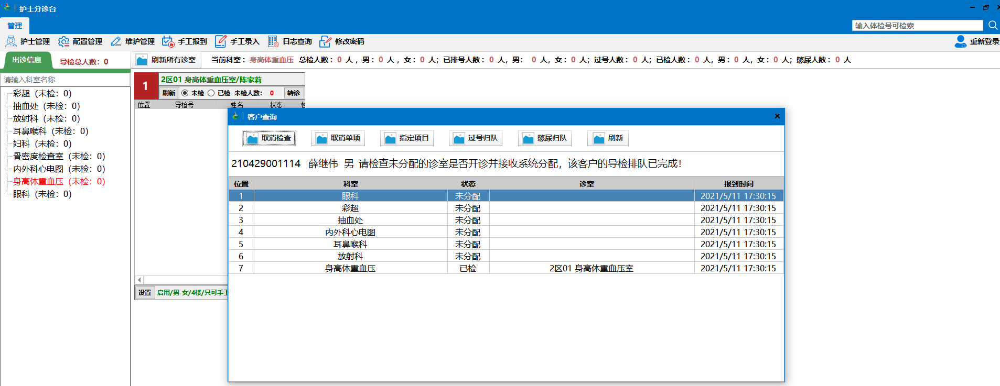 护士分诊台
管理
输入体检号可检索
护士管理 配置管理 维护管理 手工报到 手工录入 日志查询 修改密码 重新登录
出诊信息 导检总人数：0
刷新所有诊室 当前科室：身高体重血压 总检人数：0 人，男：0 人，女：0 人；已排号人数：0 人，男： 0 人，女：0 人；过号人数：0 人；已检人数：0 人，男：0 人，女：0 人；憋尿人数：0 人
请输入科室名称
彩超（未检：0）
抽血处（未检：0）
放射科（未检：0）
耳鼻喉科（未检：0）
妇科（未检：0）
骨密度检查室（未检：0）
内外科心电图（未检：0）
身高体重血压（未检：0）
眼科（未检：0）
1
2区01 身高体重血压室/陈家莉
刷新 未检 已检 未检人数： 0 转诊
位置 导检号 姓名 状态
设置 启用/男-女/4楼/只可手工
客户查询
取消检查 取消单项 指定项目 过号归队 憋尿归队 刷新
210429001114 薛继伟 男 请检查未分配的诊室是否开诊并接收系统分配，该客户的导检排队已完成！
位置 科室 状态 诊室 报到时间
1 眼科 未分配 2021/5/11 17:30:15
2 彩超 未分配 2021/5/11 17:30:15
3 抽血处 未分配 2021/5/11 17:30:15
4 内外科心电图 未分配 2021/5/11 17:30:15
5 耳鼻喉科 未分配 2021/5/11 17:30:15
6 放射科 未分配 2021/5/11 17:30:15
7 身高体重血压 已检 2区01 身高体重血压室 2021/5/11 17:30:15